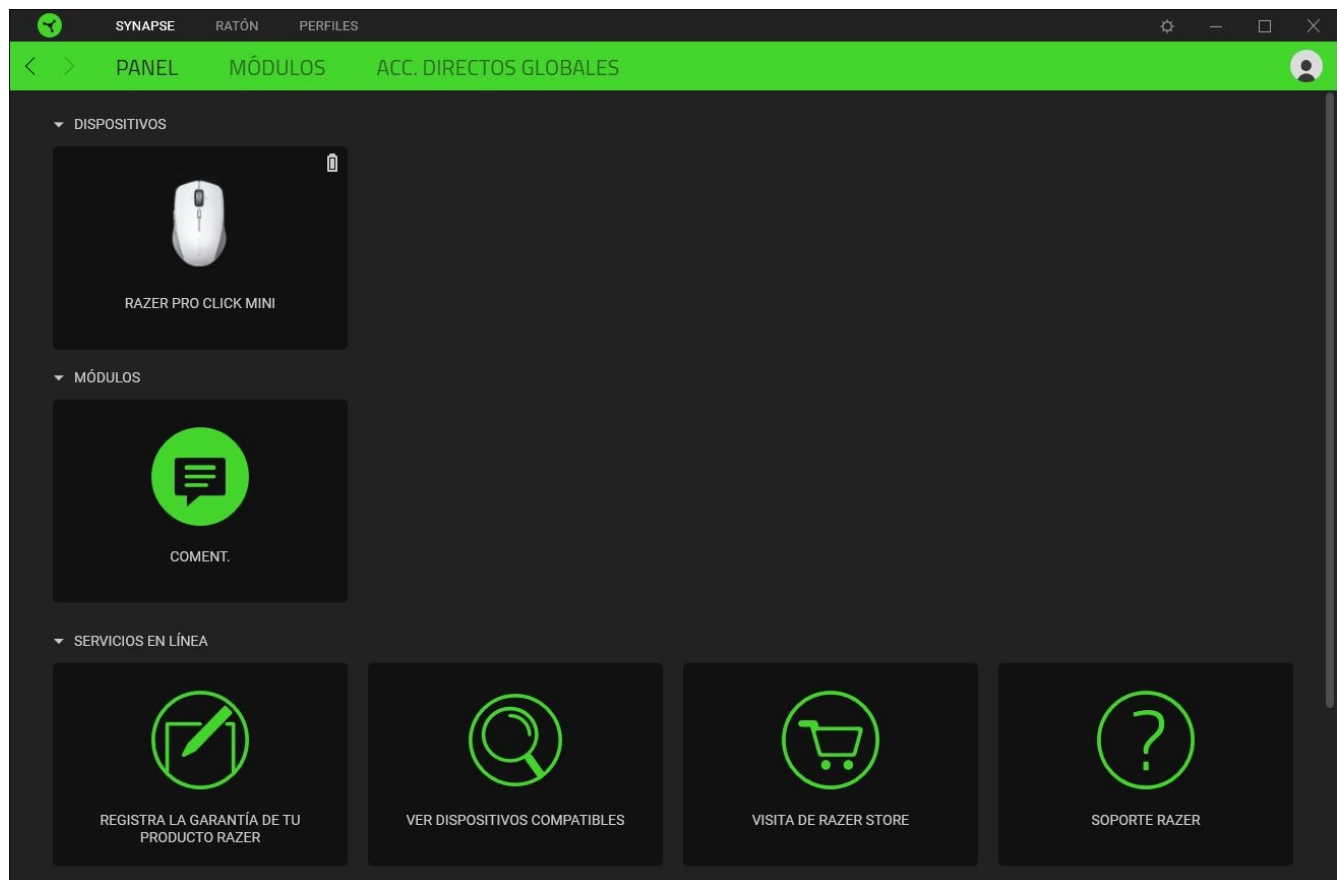 SYNAPSE RATÓN PERFILES
PANEL MÓDULOS ACC. DIRECTOS GLOBALES
DISPOSITIVOS
RAZER PRO CLICK MINI
MÓDULOS
COMENT.
SERVICIOS EN LÍNEA
REGISTRA LA GARANTÍA DE TU
PRODUCTO RAZER
VER DISPOSITIVOS COMPATIBLES
VISITA DE RAZER STORE
SOPORTE RAZER